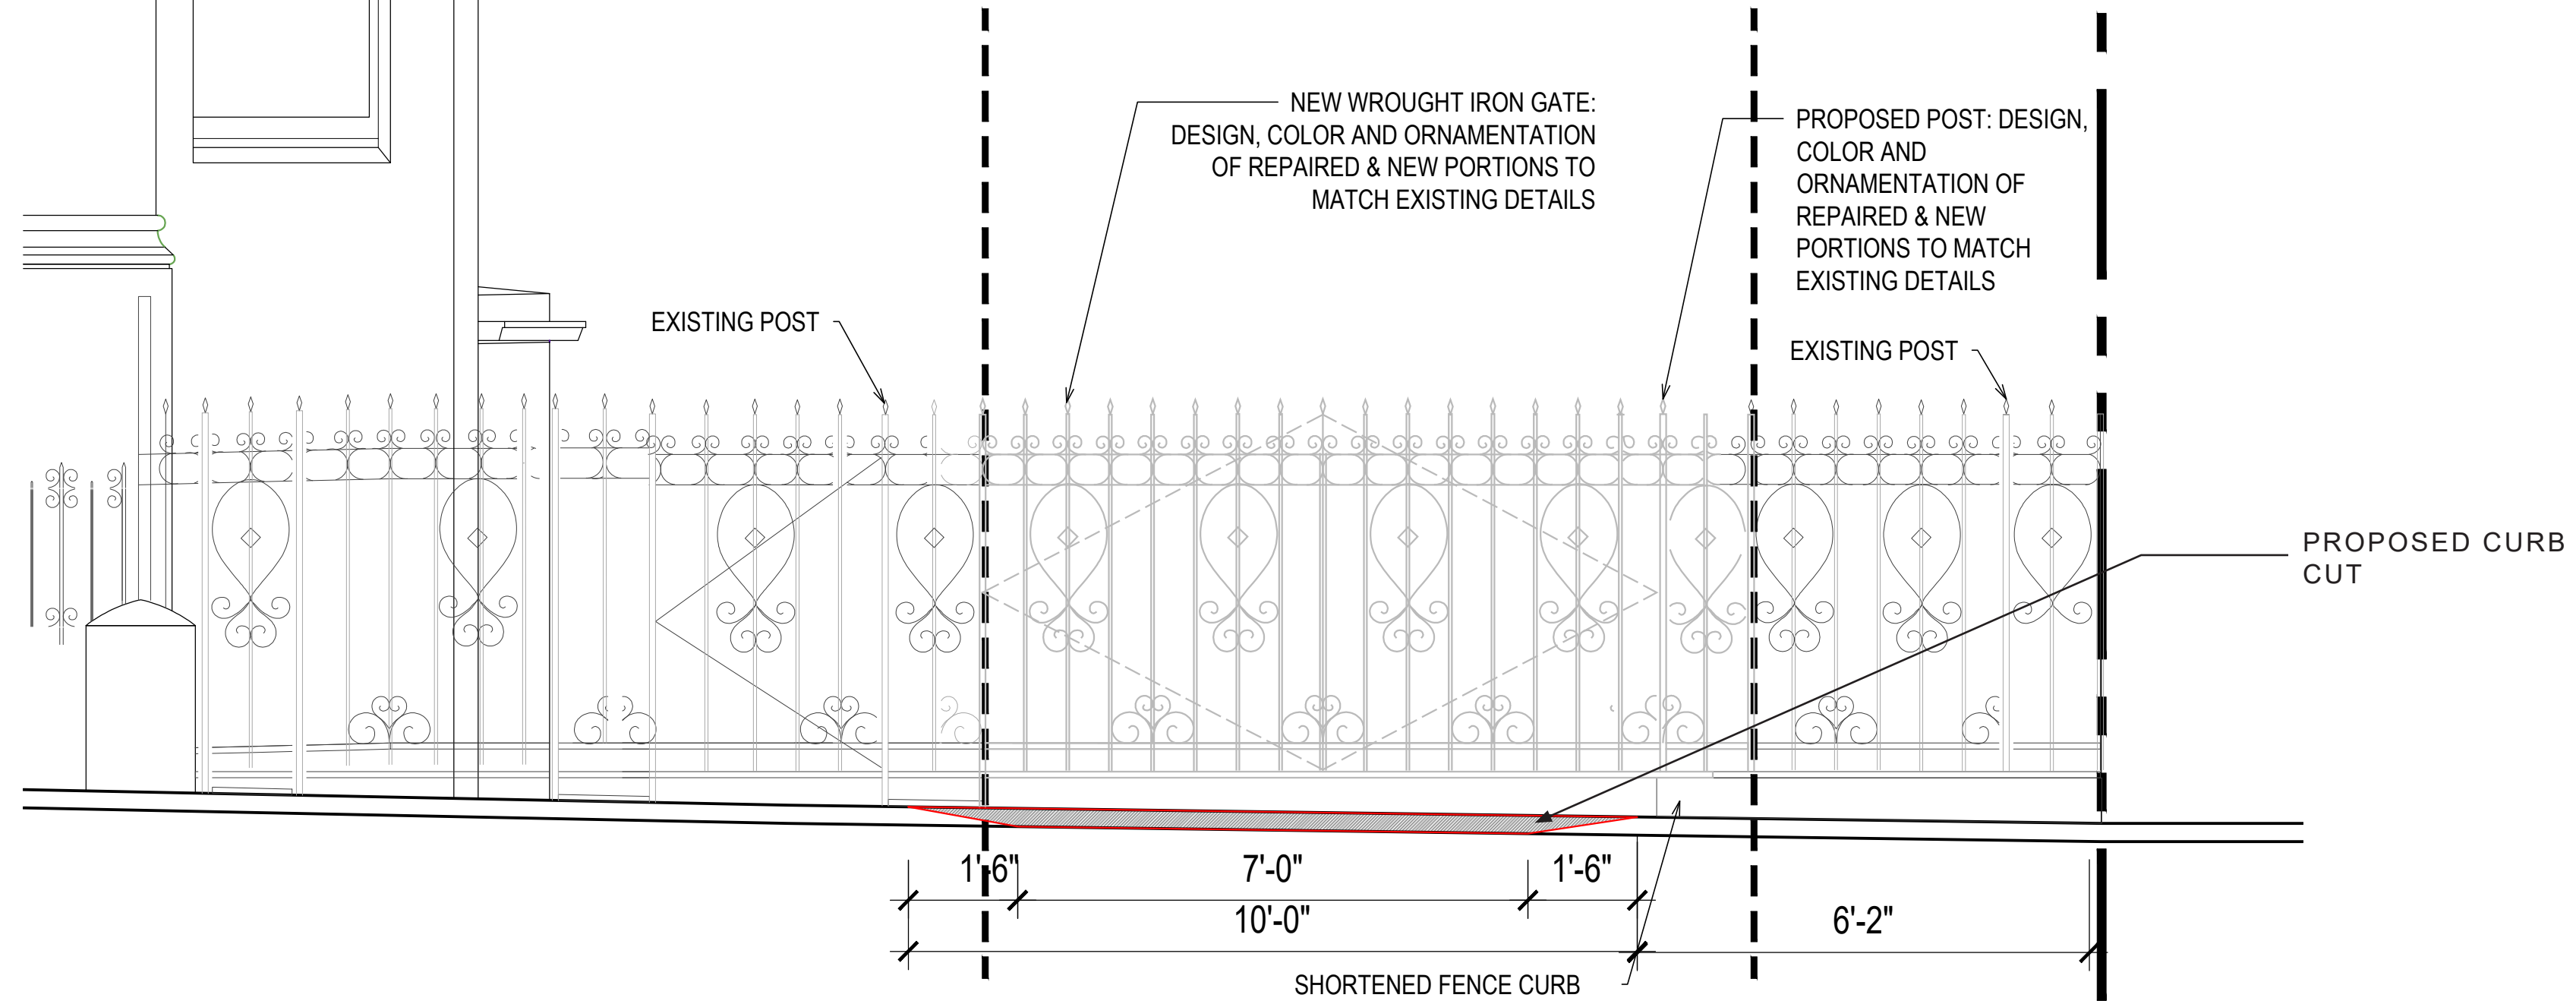 NEW WROUGHT IRON GATE:
DESIGN, COLOR AND ORNAMENTATION
OF REPAIRED & NEW PORTIONS TO
MATCH EXISTING DETAILS
PROPOSED POST: DESIGN,
COLOR AND
ORNAMENTATION OF
REPAIRED & NEW
PORTIONS TO MATCH
EXISTING DETAILS
EXISTING POST
EXISTING POST
PROPOSED CURB
CUT
1'-6"
7'-0"
1'-6"
10'-0"
6'-2"
SHORTENED FENCE CURB